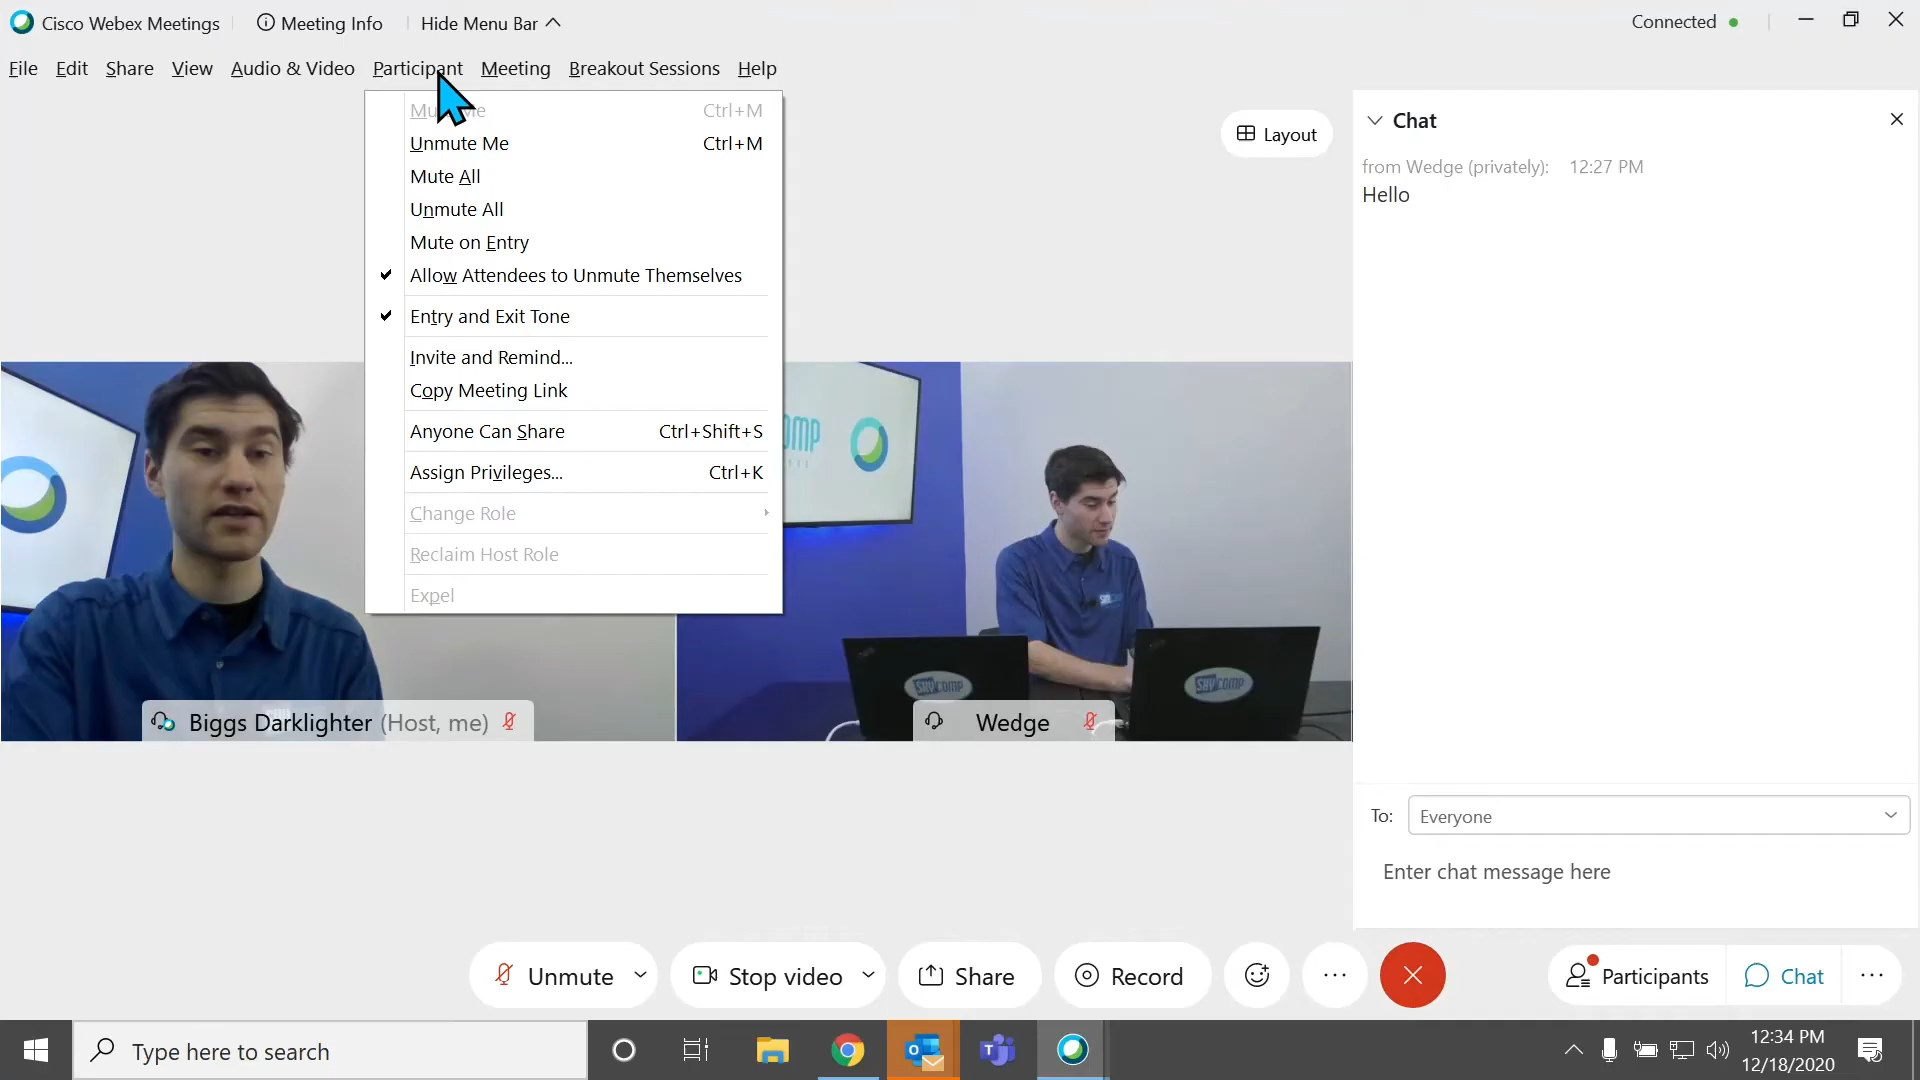 Cisco Webex Meetings
Meeting Info
Hide Menu Bar
Connected
File Edit Share View Audio & Video Participant Meeting Breakout Sessions Help
Ctrl+M
Unmute Me Ctrl+M
Mute All
Unmute All
Mute on Entry
Allow Attendees to Unmute Themselves
Entry and Exit Tone
Invite and Remind...
Copy Meeting Link
Anyone Can Share Ctrl+Shift+S
Assign Privileges... Ctrl+K
Change Role
Reclaim Host Role
Expel
Layout
Chat
from Wedge (privately): 12:27 PM
Hello
SKYCOMP
SKYCOMP
Biggs Darklighter (Host, me)
Wedge
To: Everyone
Enter chat message here
Unmute
Stop video
Share
Record
Participants
Chat
Type here to search
12:34 PM
12/18/2020